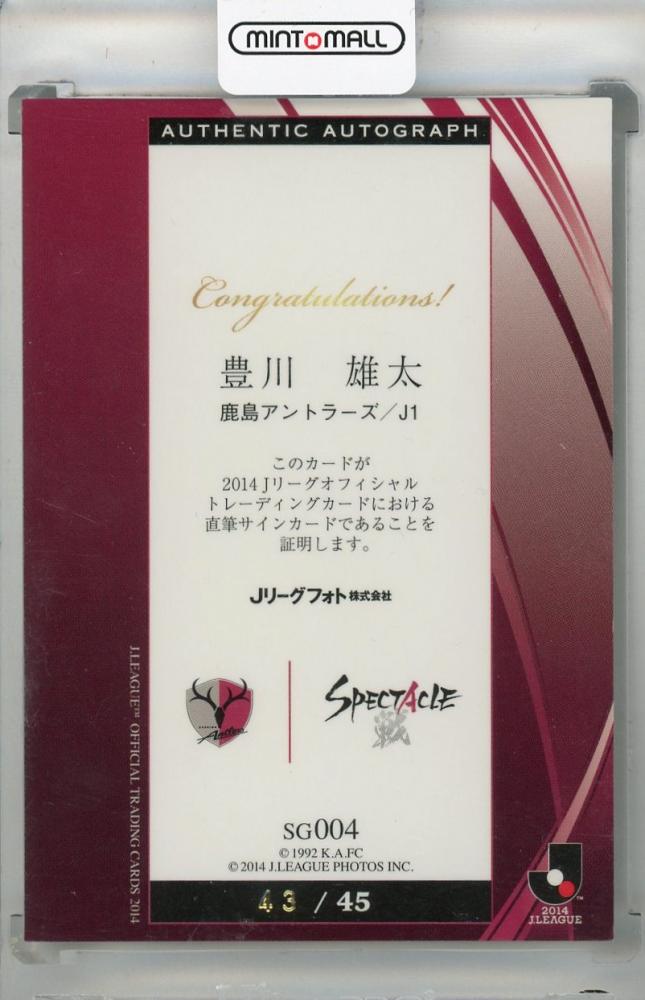 MINT MALL
AUTHENTIC AUTOGRAPH
Congratulations!
豊川 雄太
鹿島アントラーズ/J1
このカードが
2014 Jリーグオフィシャル
トレーディングカードにおける
直筆サインカードであることを
証明します。
Jリーグフォト株式会社
Antlers
SPECTACLE
戦
SG004
© 1992 K.A.FC
© 2014 J.LEAGUE PHOTOS INC.
43 / 45
J.LEAGUE™ OFFICIAL TRADING CARDS 2014
J
™
2014
J.LEAGUE